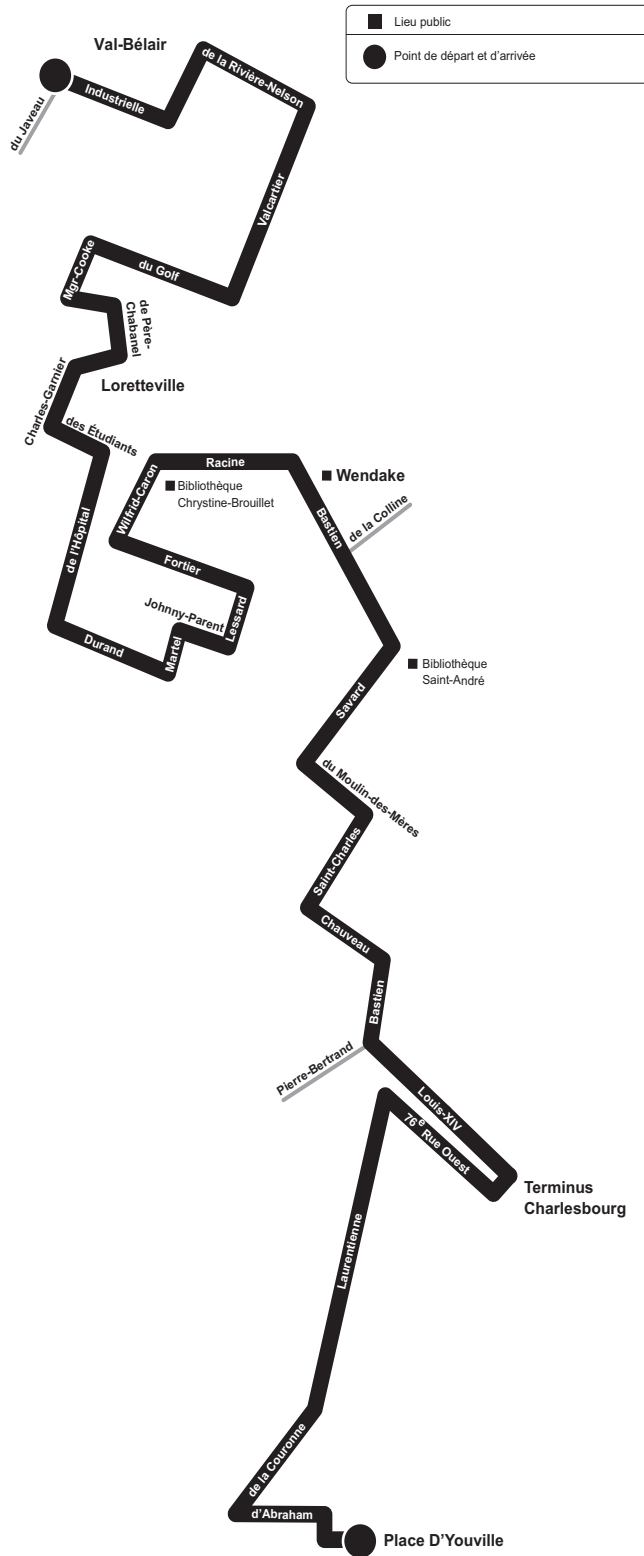 Lieu public
Point de départ et d'arrivée
Val-Bélair
du Javeau
Industrielle
de la Rivière-Nelson
Valcartier
du Golf
Mgr-Cooke
de Père-
Chabanel
Loretteville
Charles-Garnier
des Étudiants
de l'Hôpital
Durand
Martel
Johnny-Parent
Lessard
Fortier
Wilfrid-Caron
Bibliothèque
Chrystine-Brouillet
Racine
Wendake
Bastien
de la Colline
Bibliothèque
Saint-André
Savard
du Moulin-des-Mères
Saint-Charles
Chauveau
Bastien
Pierre-Bertrand
Louis-XIV
76e Rue Ouest
Terminus
Charlesbourg
Laurentienne
de la Couronne
d'Abraham
Place D'Youville